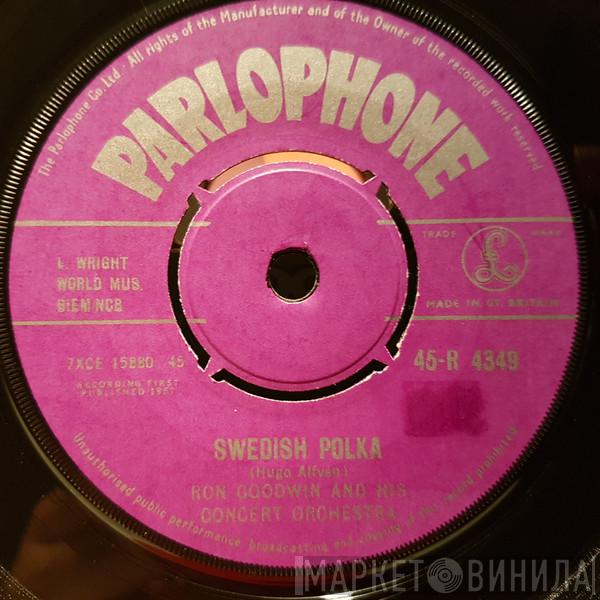 The Parlophone Co. Ltd. All rights of the Manufacturer and of the Owner of the recorded work reserved
PARLOPHONE
L. WRIGHT
WORLD MUS.
BIEM NCB
TRADE MARK
£
MADE IN GT. BRITAIN
7XCE 15880 45
45-R 4349
RECORDING FIRST
PUBLISHED 1957
SWEDISH POLKA
(Hugo Alfvén)
RON GOODWIN AND HIS
CONCERT ORCHESTRA
Unauthorised public performance broadcasting and copying of this record prohibited
МАРКЕТ ВИНИЛА